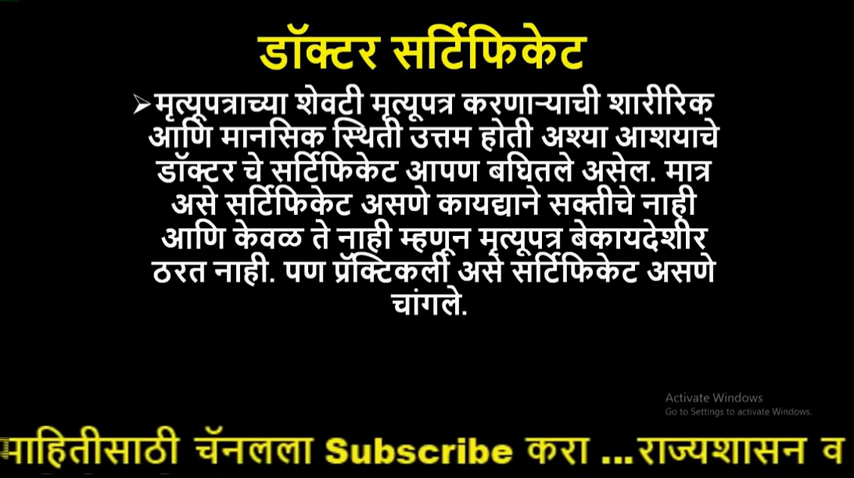 डॉक्टर सर्टिफिकेट
➢मृत्यूपत्राच्या शेवटी मृत्यूपत्र करणाऱ्याची शारीरिक
आणि मानसिक स्थिती उत्तम होती अश्या आशयाचे
डॉक्टर चे सर्टिफिकेट आपण बघितले असेल. मात्र
असे सर्टिफिकेट असणे कायद्याने सक्तीचे नाही
आणि केवळ ते नाही म्हणून मृत्यूपत्र बेकायदेशीर
ठरत नाही. पण प्रॅक्टिकली असे सर्टिफिकेट असणे
चांगले.
Activate Windows
Go to Settings to activate Windows.
माहितीसाठी चॅनलला Subscribe करा ...राज्यशासन व